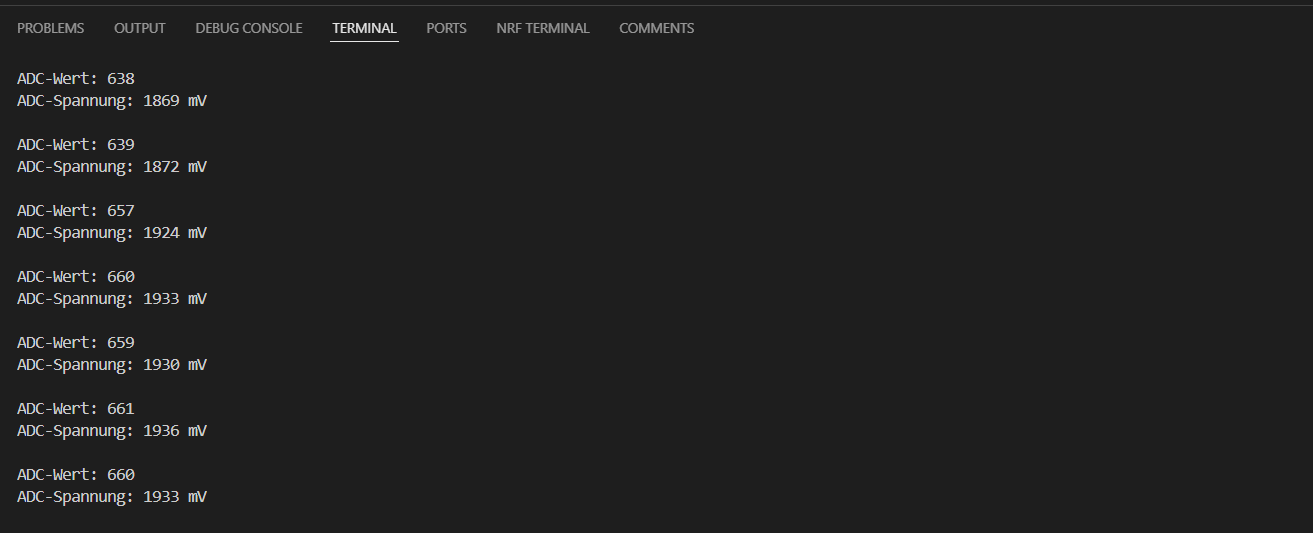 PROBLEMS OUTPUT DEBUG CONSOLE TERMINAL PORTS NRF TERMINAL COMMENTS
ADC-Wert: 638
ADC-Spannung: 1869 mV
ADC-Wert: 639
ADC-Spannung: 1872 mV
ADC-Wert: 657
ADC-Spannung: 1924 mV
ADC-Wert: 660
ADC-Spannung: 1933 mV
ADC-Wert: 659
ADC-Spannung: 1930 mV
ADC-Wert: 661
ADC-Spannung: 1936 mV
ADC-Wert: 660
ADC-Spannung: 1933 mV